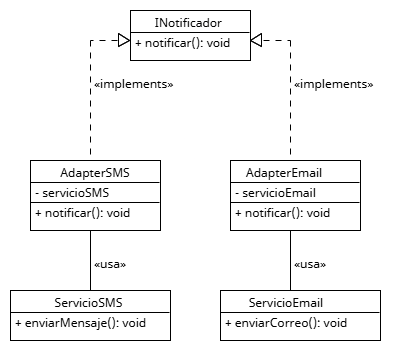 INotificador
+ notificar(): void
«implements»
«implements»
AdapterSMS
- servicioSMS
+ notificar(): void
AdapterEmail
- servicioEmail
+ notificar(): void
«usa»
«usa»
ServicioSMS
+ enviarMensaje(): void
ServicioEmail
+ enviarCorreo(): void